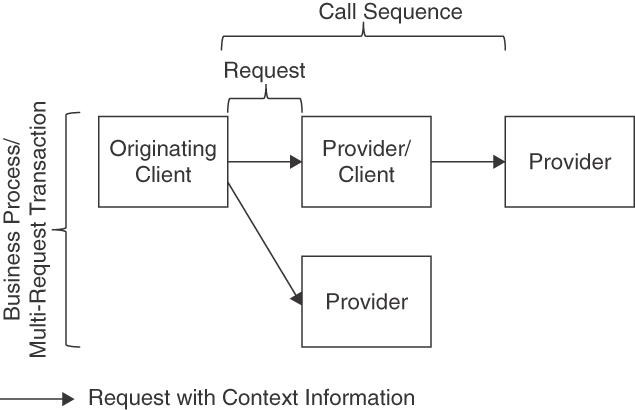 Call Sequence
Request
Business Process/
Multi-Request Transaction
Originating
Client
Provider/
Client
Provider
Provider
Request with Context Information